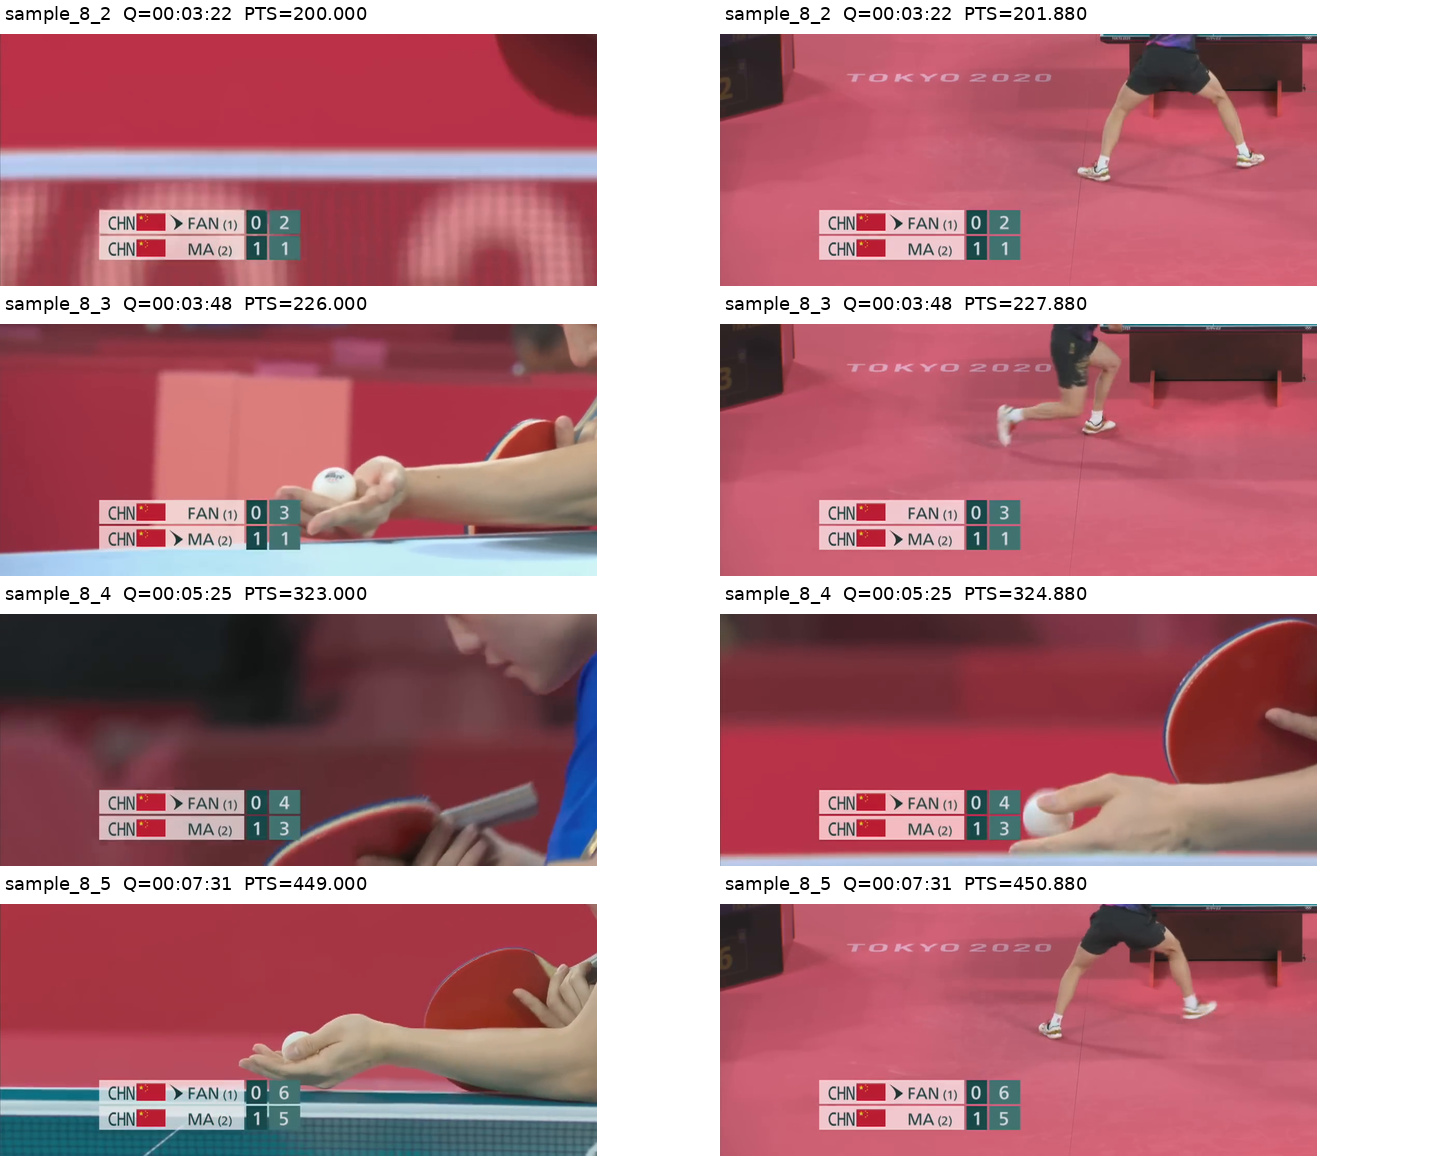 sample_8_2 Q=00:03:22 PTS=200.000
CHN FAN (1) 0 2
CHN MA (2) 1 1
sample_8_2 Q=00:03:22 PTS=201.880
2
TOKYO 2020
CHN FAN (1) 0 2
CHN MA (2) 1 1
sample_8_3 Q=00:03:48 PTS=226.000
CHN FAN (1) 0 3
CHN MA (2) 1 1
sample_8_3 Q=00:03:48 PTS=227.880
3
TOKYO 2020
CHN FAN (1) 0 3
CHN MA (2) 1 1
sample_8_4 Q=00:05:25 PTS=323.000
CHN FAN (1) 0 4
CHN MA (2) 1 3
sample_8_4 Q=00:05:25 PTS=324.880
CHN FAN (1) 0 4
CHN MA (2) 1 3
sample_8_5 Q=00:07:31 PTS=449.000
CHN FAN (1) 0 6
CHN MA (2) 1 5
sample_8_5 Q=00:07:31 PTS=450.880
6
TOKYO 2020
CHN FAN (1) 0 6
CHN MA (2) 1 5